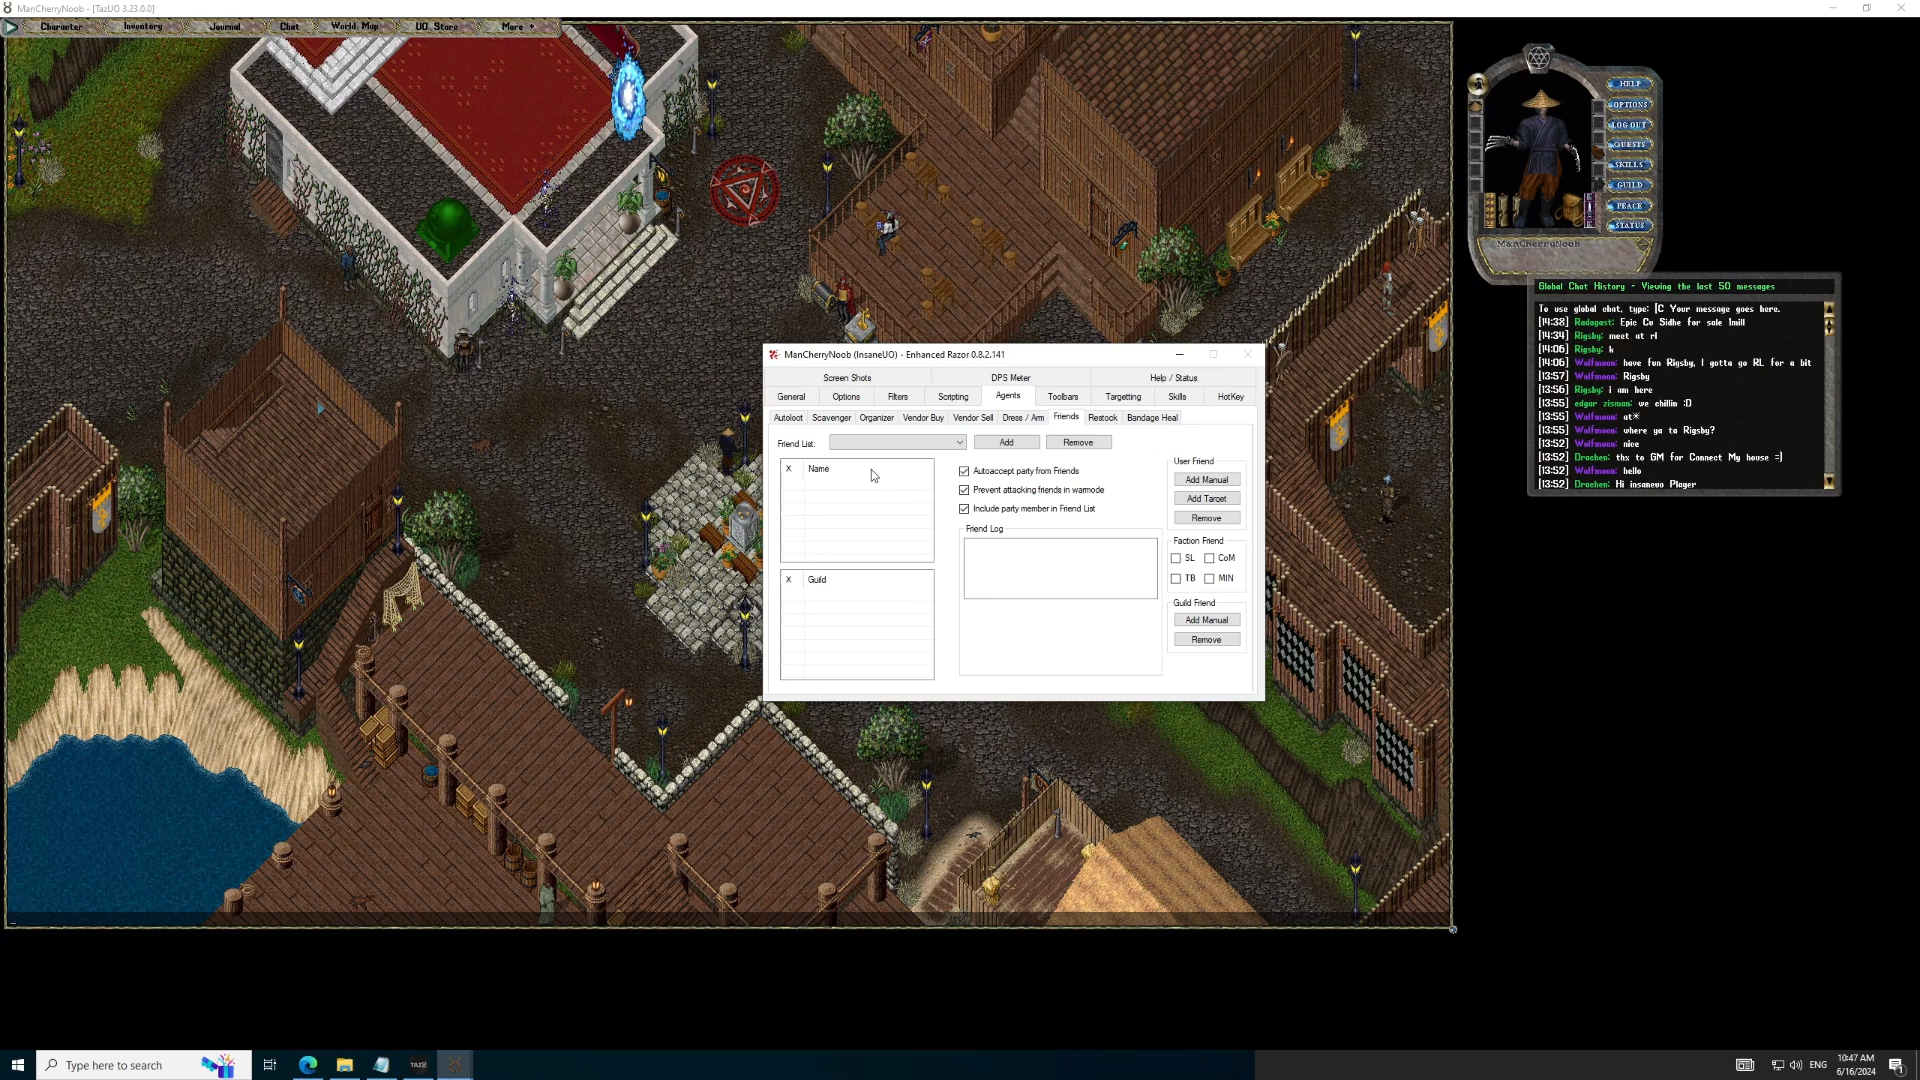 ManCherryNoob - [TazUO 3.23.0.0]
Character Inventory Journal Chat World Map UO Store More +
HELP
OPTIONS
LOG OUT
QUESTS
SKILLS
GUILD
PEACE
STATUS
ManCherryNoob
Global Chat History - Viewing the last 50 messages
To use global chat, type: [C Your message goes here.
[14:38] Radagast: Epic Cu Sidhe for sale 1mill
[14:34] Rigsby: meet at rl
[14:06] Rigsby: k
[14:06] Wolfmoon: have fun Rigsby, I gotta go RL for a bit
[13:57] Wolfmoon: Rigsby
[13:56] Rigsby: i am here
[13:55] edgar zisman: we chillin :D
[13:55] Wolfmoon: at*
[13:55] Wolfmoon: where ya ta Rigsby?
[13:52] Wolfmoon: nice
[13:52] Drachen: thx to GM for Connect My house =)
[13:52] Wolfmoon: hello
[13:52] Drachen: Hi insaneuo Player
ManCherryNoob (InsaneUO) - Enhanced Razor 0.8.2.141
Screen Shots DPS Meter Help / Status
General Options Filters Scripting Agents Toolbars Targetting Skills HotKey
Autoloot Scavenger Organizer Vendor Buy Vendor Sell Dress / Arm Friends Restock Bandage Heal
Friend List: Add Remove
X Name
Autoaccept party from Friends
Prevent attacking friends in warmode
Include party member in Friend List
Friend Log
X Guild
User Friend
Add Manual
Add Target
Remove
Faction Friend
SL CoM
TB MIN
Guild Friend
Add Manual
Remove
Type here to search
TAZ
ENG
10:47 AM
6/16/2024
1